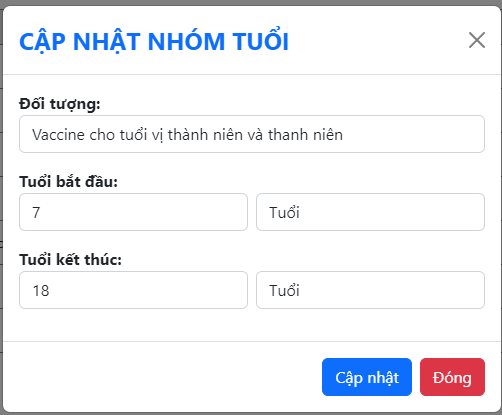 CẬP NHẬT NHÓM TUỔI
Đối tượng:
Vaccine cho tuổi vị thành niên và thanh niên
Tuổi bắt đầu:
7 Tuổi
Tuổi kết thúc:
18 Tuổi
Cập nhật Đóng